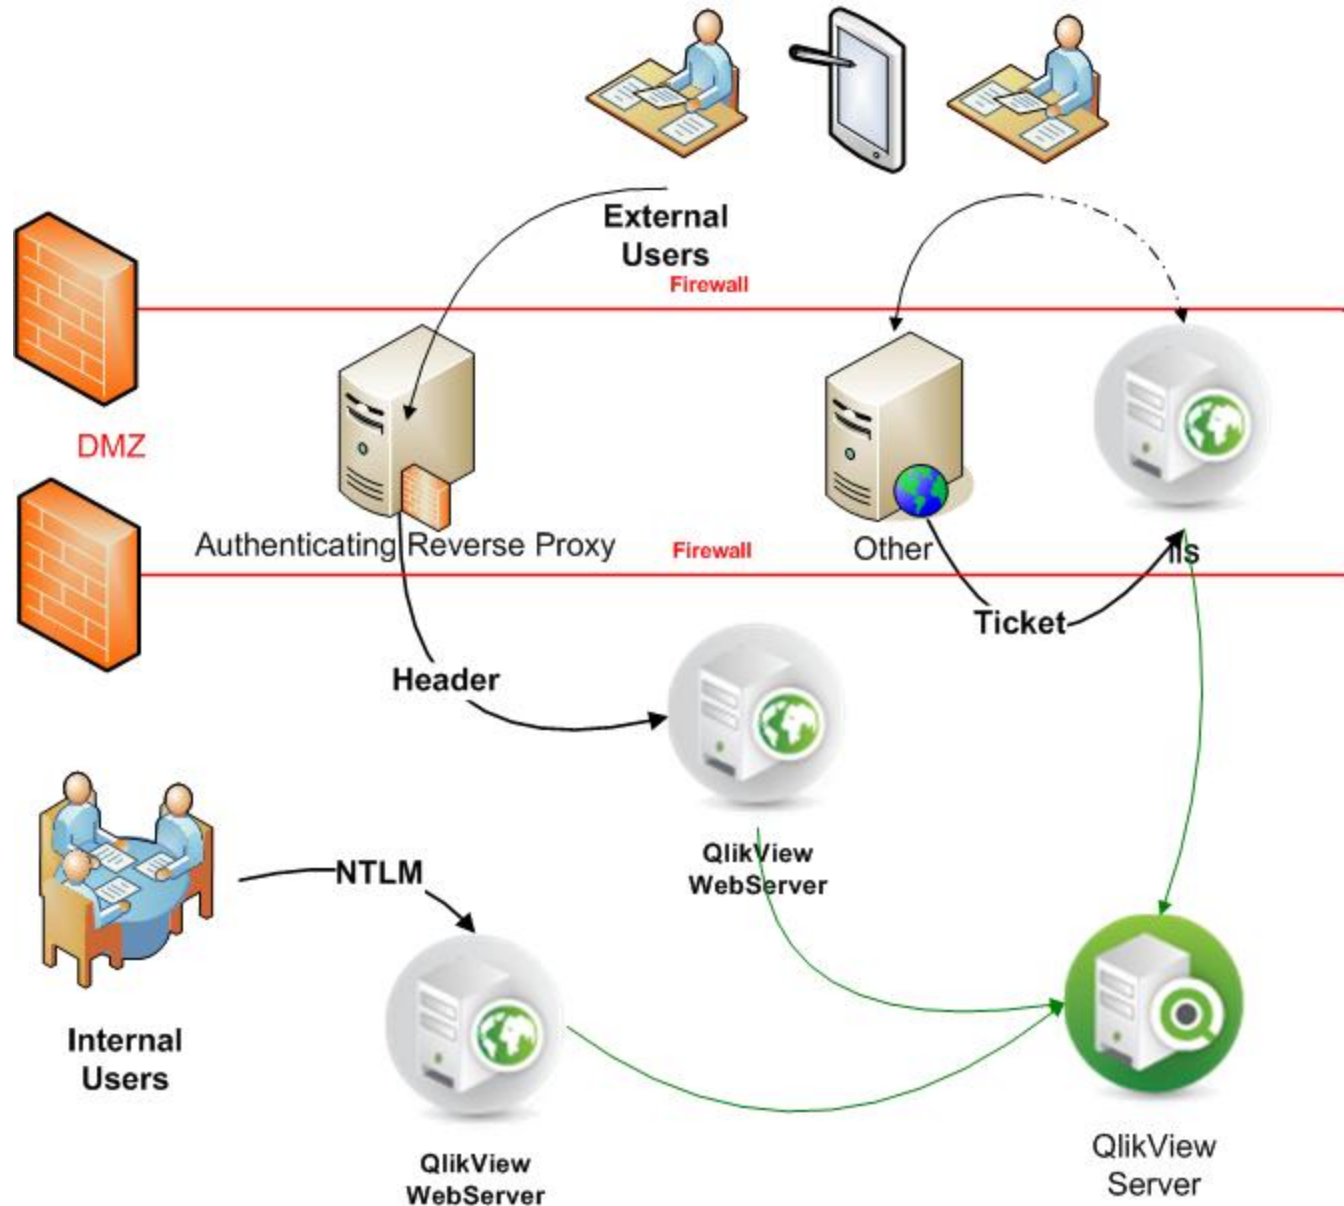 External
Users
Firewall
DMZ
Authenticating Reverse Proxy
Firewall
Other
IIS
Ticket
Header
QlikView
WebServer
NTLM
Internal
Users
QlikView
WebServer
QlikView
Server